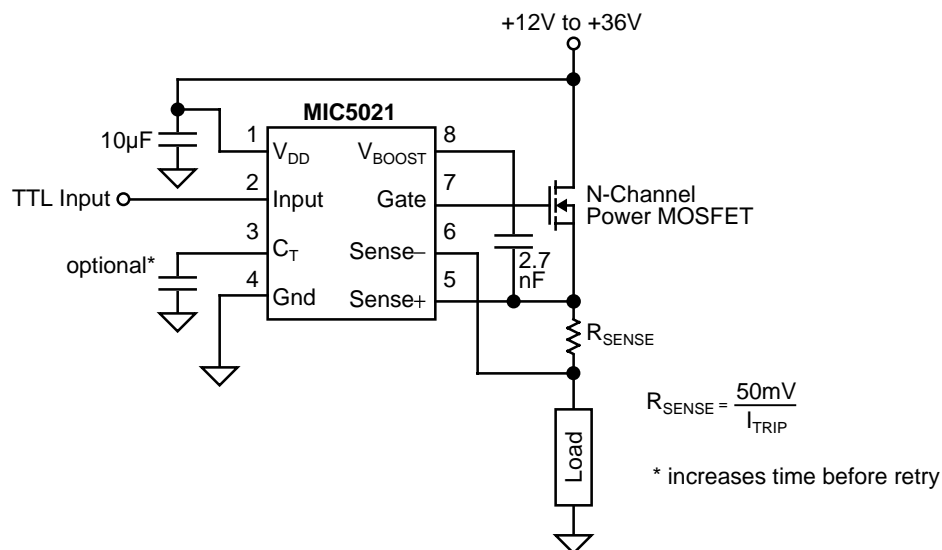 +12V to +36V
MIC5021
10µF
1
8
V_DD
V_BOOST
2
7
TTL Input
Input
Gate
N-Channel
Power MOSFET
3
6
C_T
Sense−
optional*
2.7
nF
4
5
Gnd
Sense+
R_SENSE
R_SENSE = 50mV / I_TRIP
Load
* increases time before retry